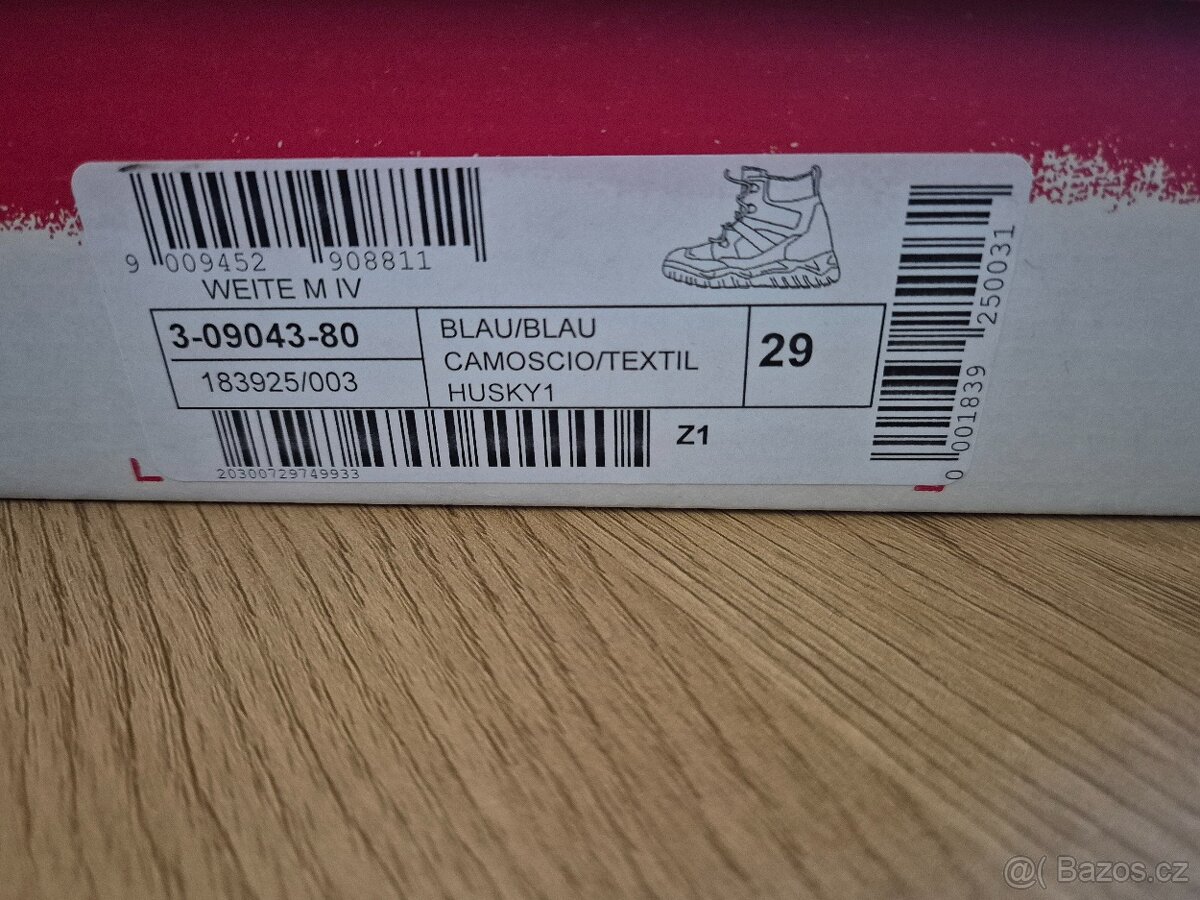 9 009452 908811
WEITE M IV
3-09043-80
183925/003
BLAU/BLAU
CAMOSCIO/TEXTIL
HUSKY1
29
20300729749933
Z1
0 001839 250031
@( Bazos.cz